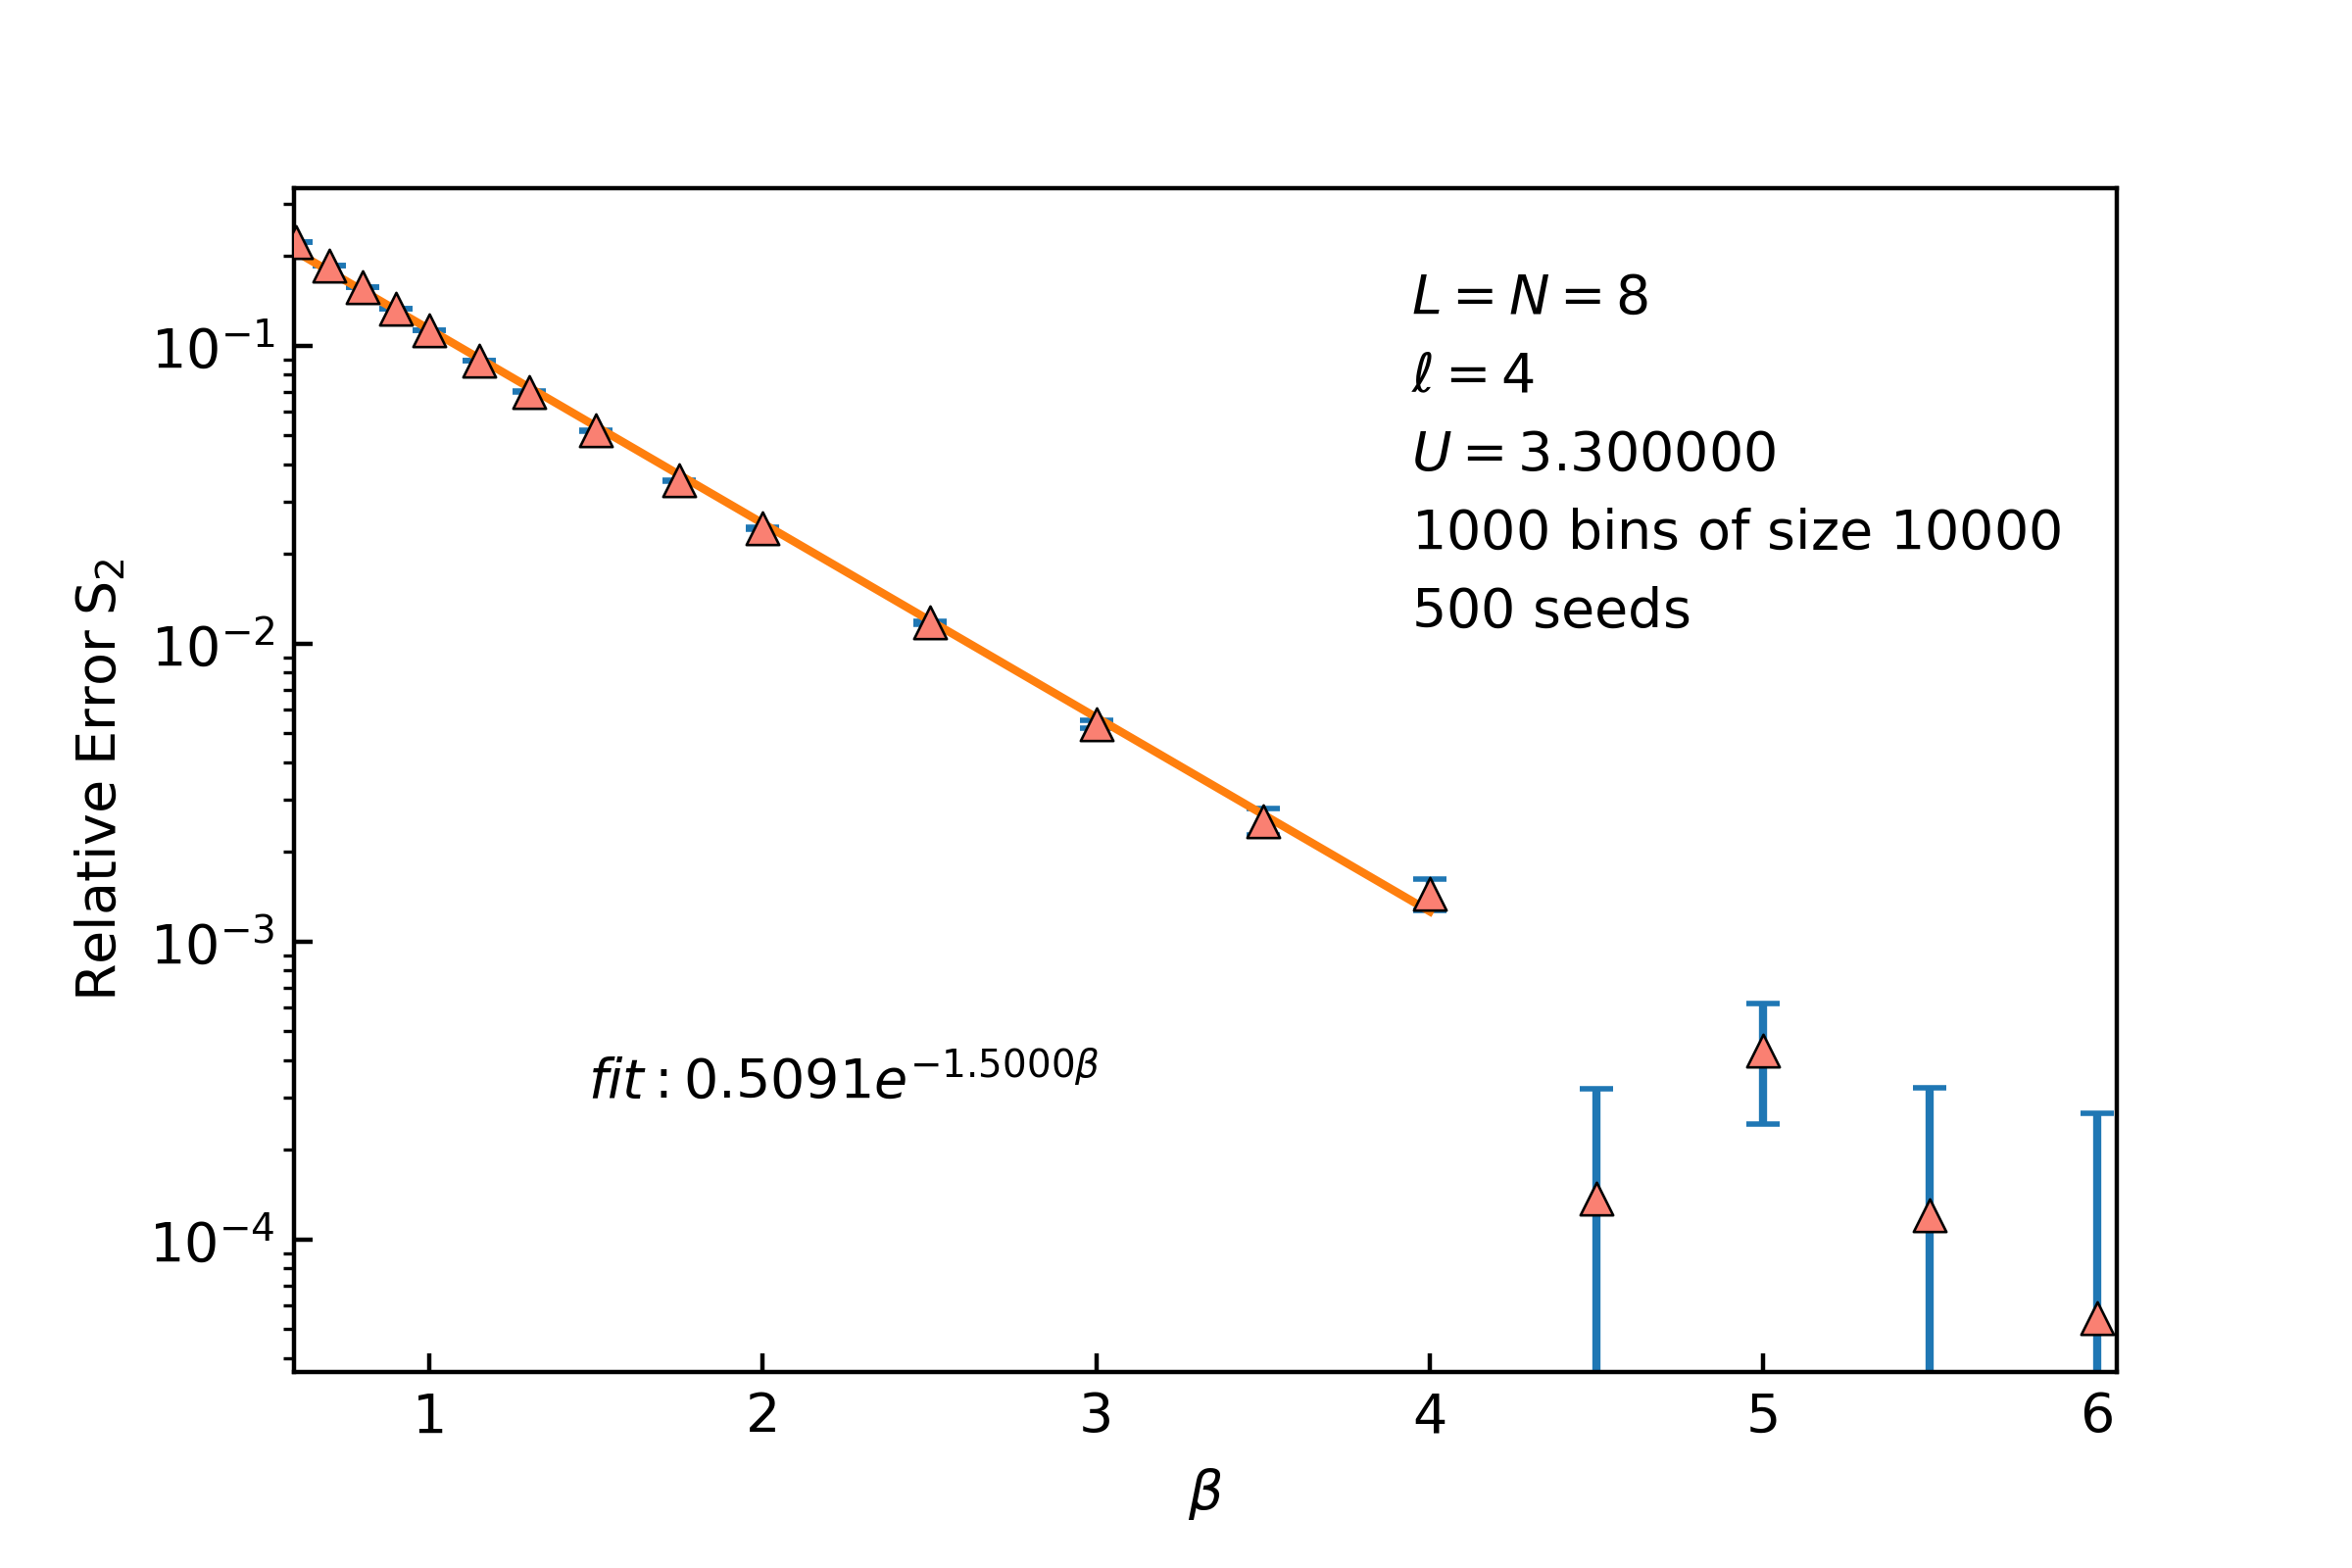 L = N = 8
ℓ = 4
U = 3.300000
1000 bins of size 10000
500 seeds
fit : 0.5091e^{−1.5000β}
Relative Error S₂
10⁻¹
10⁻²
10⁻³
10⁻⁴
1 2 3 4 5 6
β